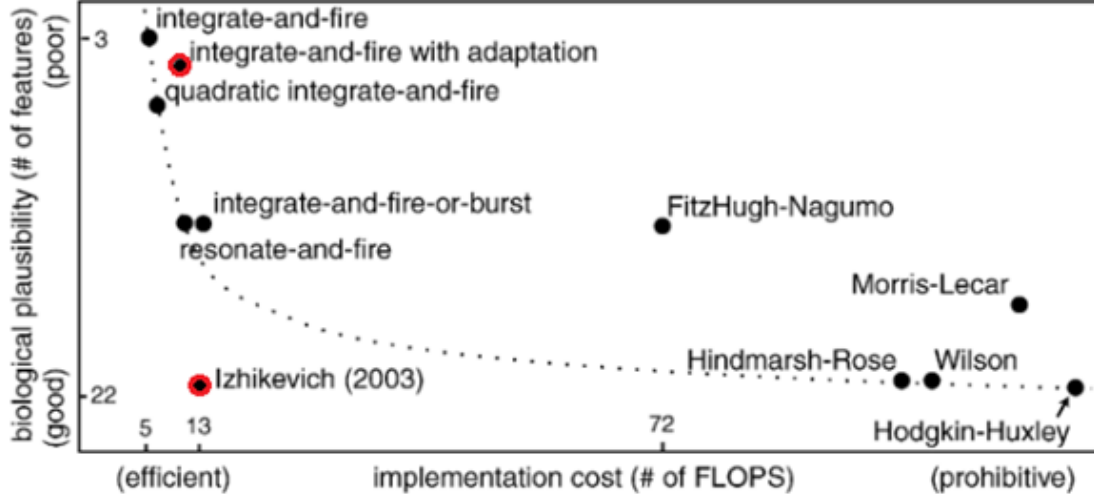 biological plausibility (# of features)
(poor)
(good)
3
22
integrate-and-fire
integrate-and-fire with adaptation
quadratic integrate-and-fire
integrate-and-fire-or-burst
resonate-and-fire
FitzHugh-Nagumo
Morris-Lecar
Izhikevich (2003)
Hindmarsh-Rose
Wilson
Hodgkin-Huxley
5
13
72
(efficient)
implementation cost (# of FLOPS)
(prohibitive)